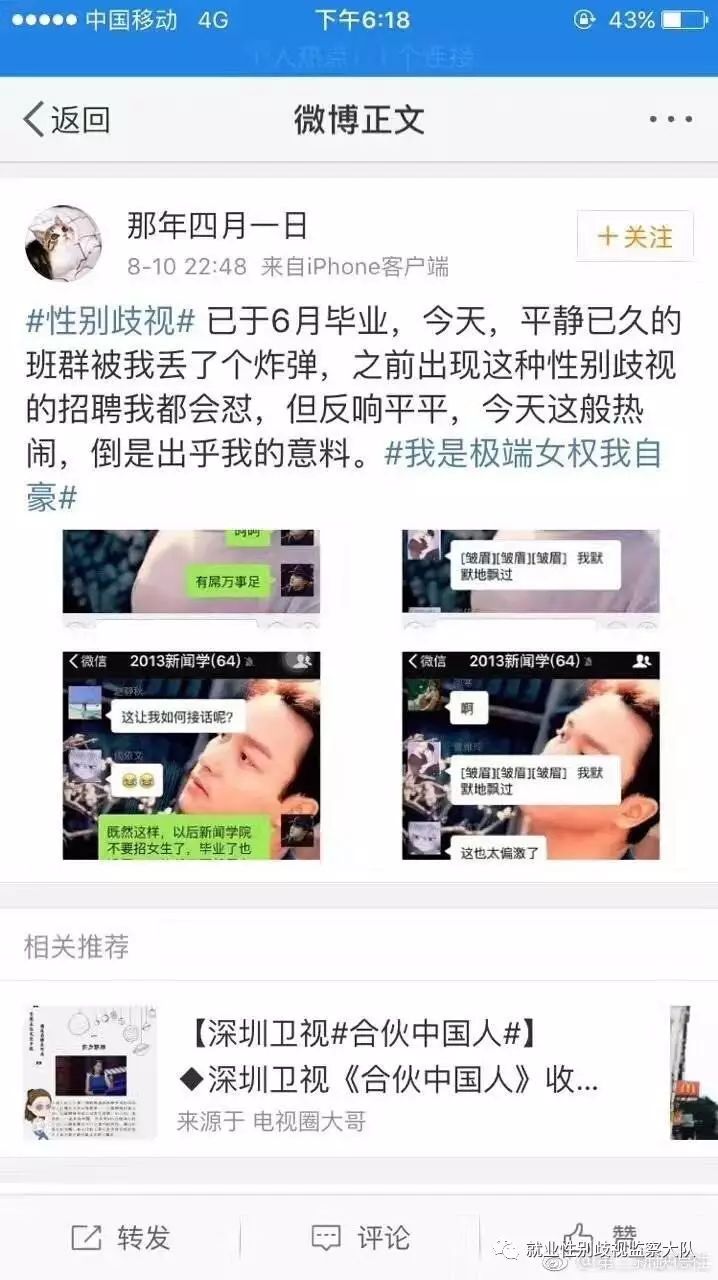 中国移动 4G 下午6:18 43%
个人热点:1个连接
返回 微博正文
那年四月一日
8-10 22:48 来自iPhone客户端
+关注
#性别歧视# 已于6月毕业，今天，平静已久的
班群被我丢了个炸弹，之前出现这种性别歧视
的招聘我都会怼，但反响平平，今天这般热
闹，倒是出乎我的意料。#我是极端女权我自
豪#
呵呵
有屌万事足
[皱眉][皱眉][皱眉] 我默
默地飘过
微信 2013新闻学(64)
这让我如何接话呢?
既然这样，以后新闻学院
不要招女生了，毕业了也
微信 2013新闻学(64)
啊
[皱眉][皱眉][皱眉] 我默
默地飘过
这也太偏激了
相关推荐
【深圳卫视#合伙中国人#】
◆深圳卫视《合伙中国人》收...
来源于 电视圈大哥
转发 评论 赞
就业性别歧视监察大队